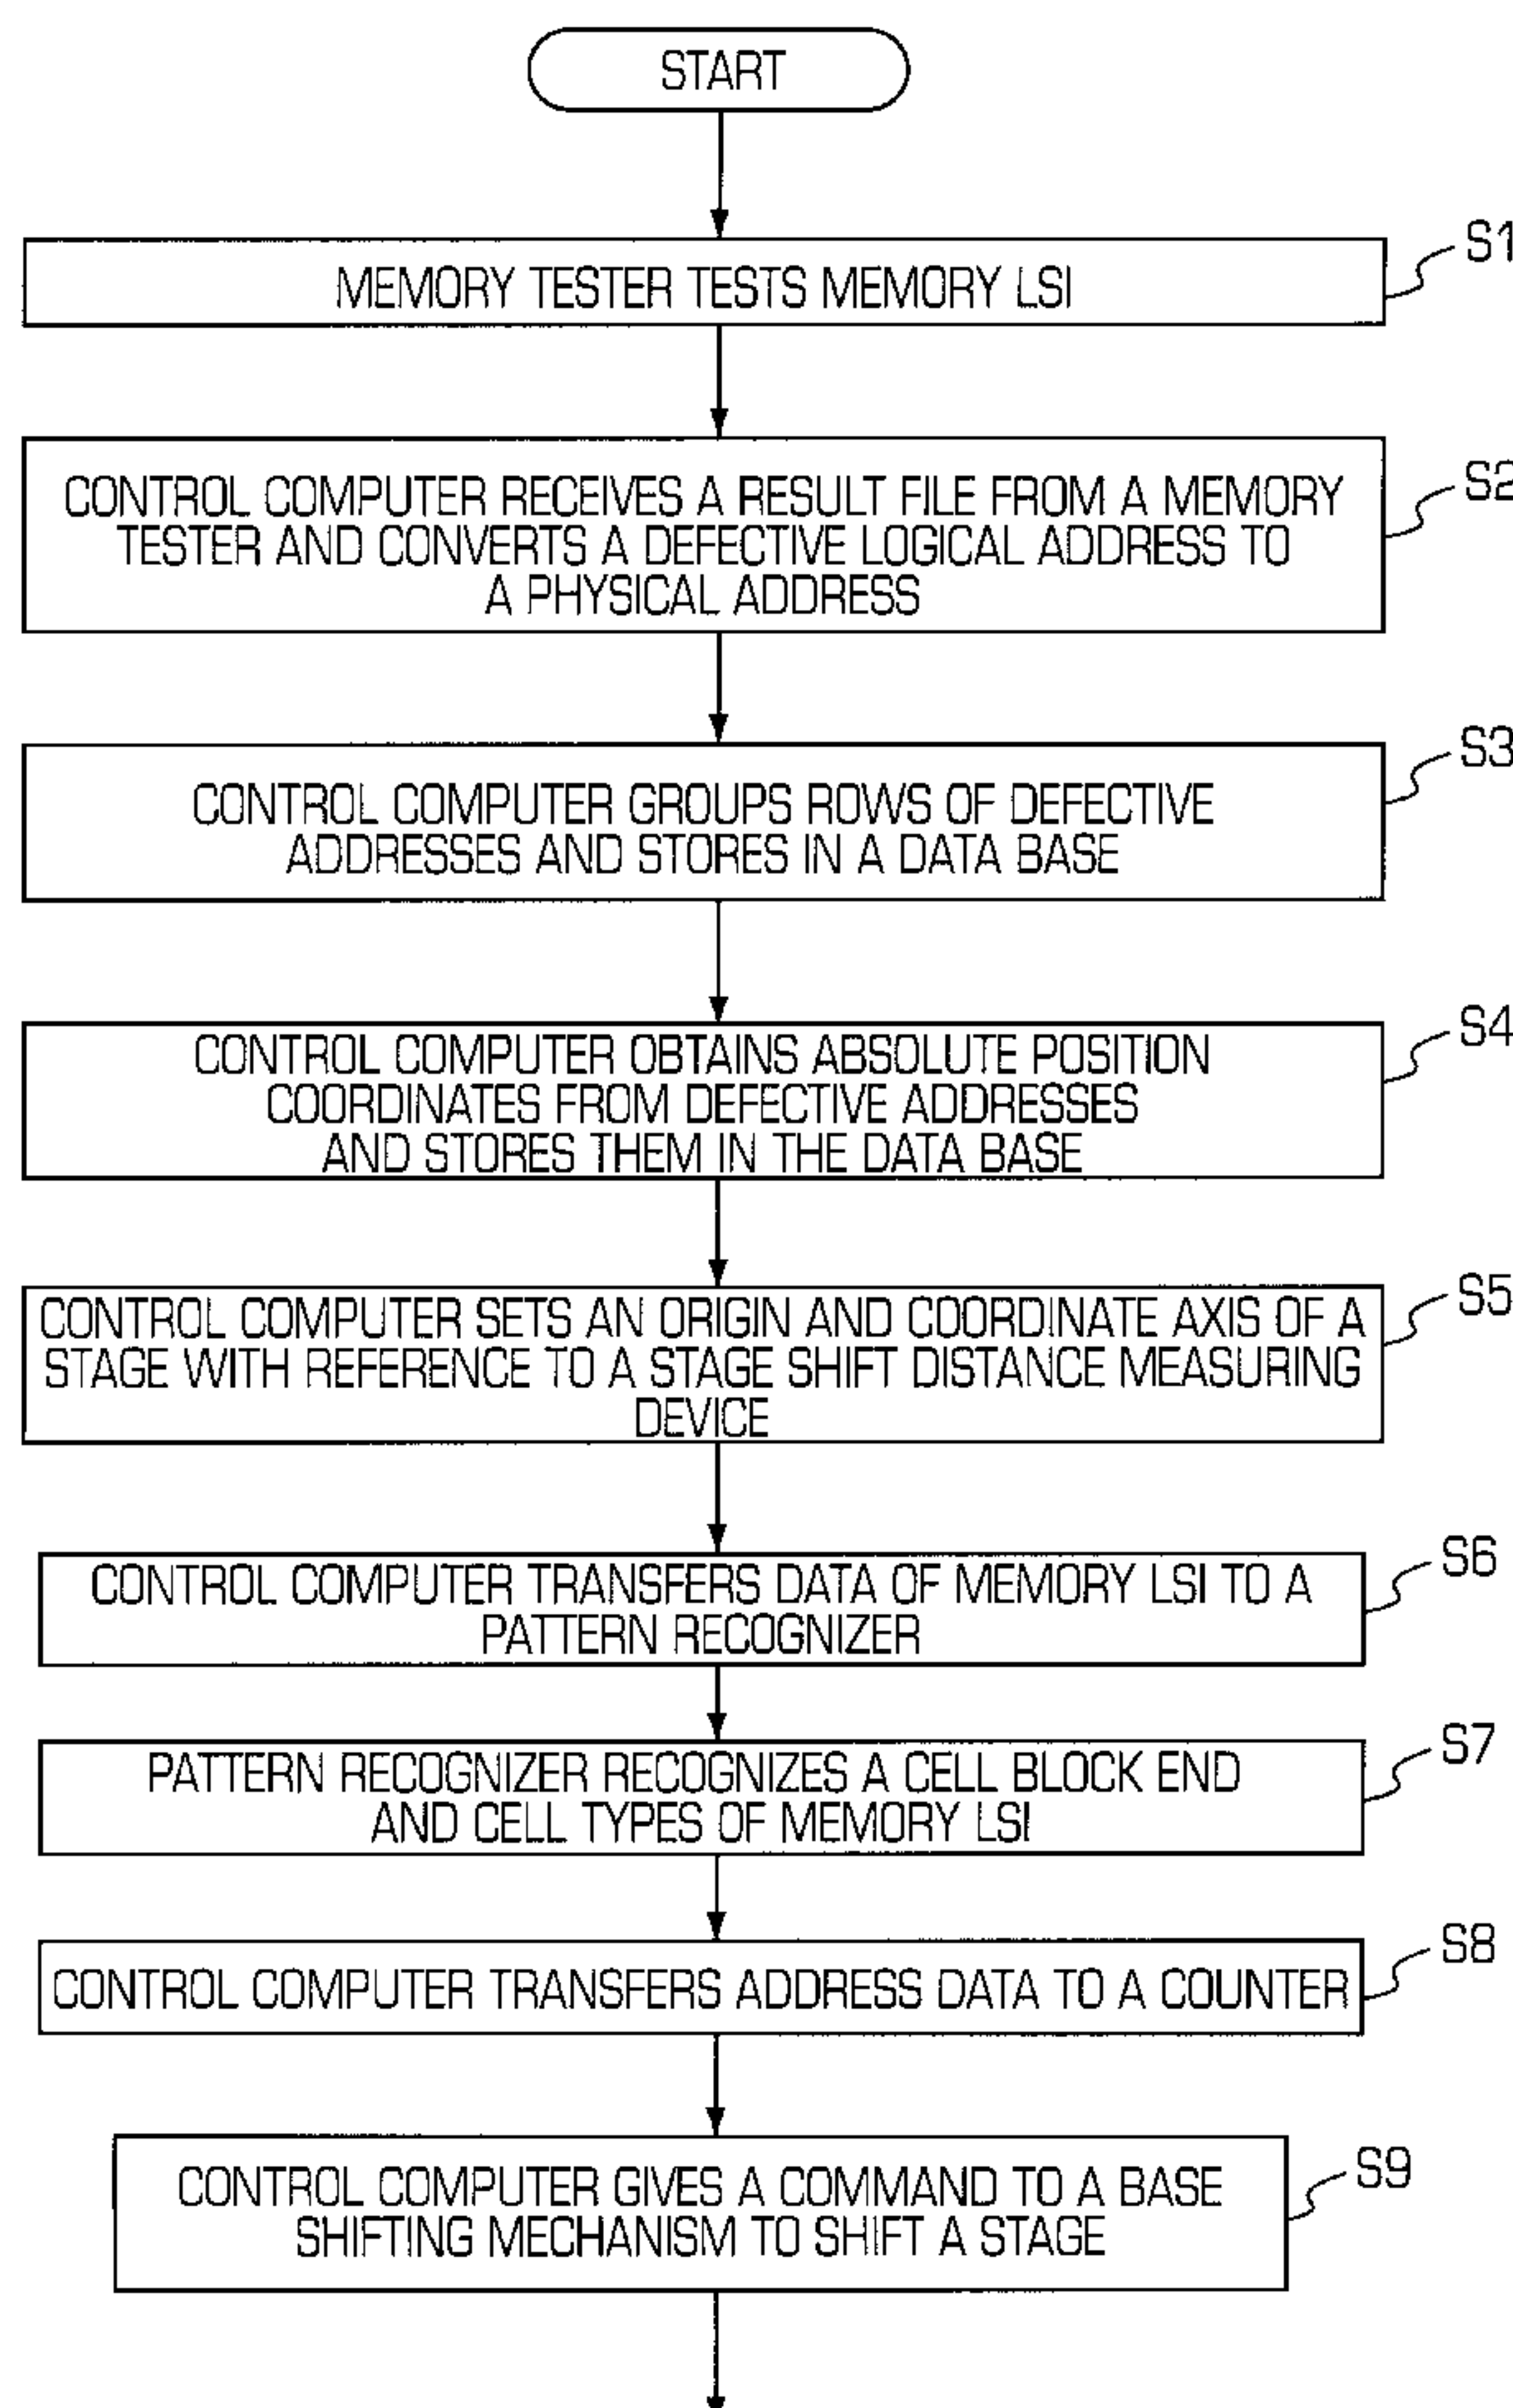 START
S1
MEMORY TESTER TESTS MEMORY LSI
S2
CONTROL COMPUTER RECEIVES A RESULT FILE FROM A MEMORY
TESTER AND CONVERTS A DEFECTIVE LOGICAL ADDRESS TO
A PHYSICAL ADDRESS
S3
CONTROL COMPUTER GROUPS ROWS OF DEFECTIVE
ADDRESSES AND STORES IN A DATA BASE
S4
CONTROL COMPUTER OBTAINS ABSOLUTE POSITION
COORDINATES FROM DEFECTIVE ADDRESSES
AND STORES THEM IN THE DATA BASE
S5
CONTROL COMPUTER SETS AN ORIGIN AND COORDINATE AXIS OF A
STAGE WITH REFERENCE TO A STAGE SHIFT DISTANCE MEASURING
DEVICE
S6
CONTROL COMPUTER TRANSFERS DATA OF MEMORY LSI TO A
PATTERN RECOGNIZER
S7
PATTERN RECOGNIZER RECOGNIZES A CELL BLOCK END
AND CELL TYPES OF MEMORY LSI
S8
CONTROL COMPUTER TRANSFERS ADDRESS DATA TO A COUNTER
S9
CONTROL COMPUTER GIVES A COMMAND TO A BASE
SHIFTING MECHANISM TO SHIFT A STAGE